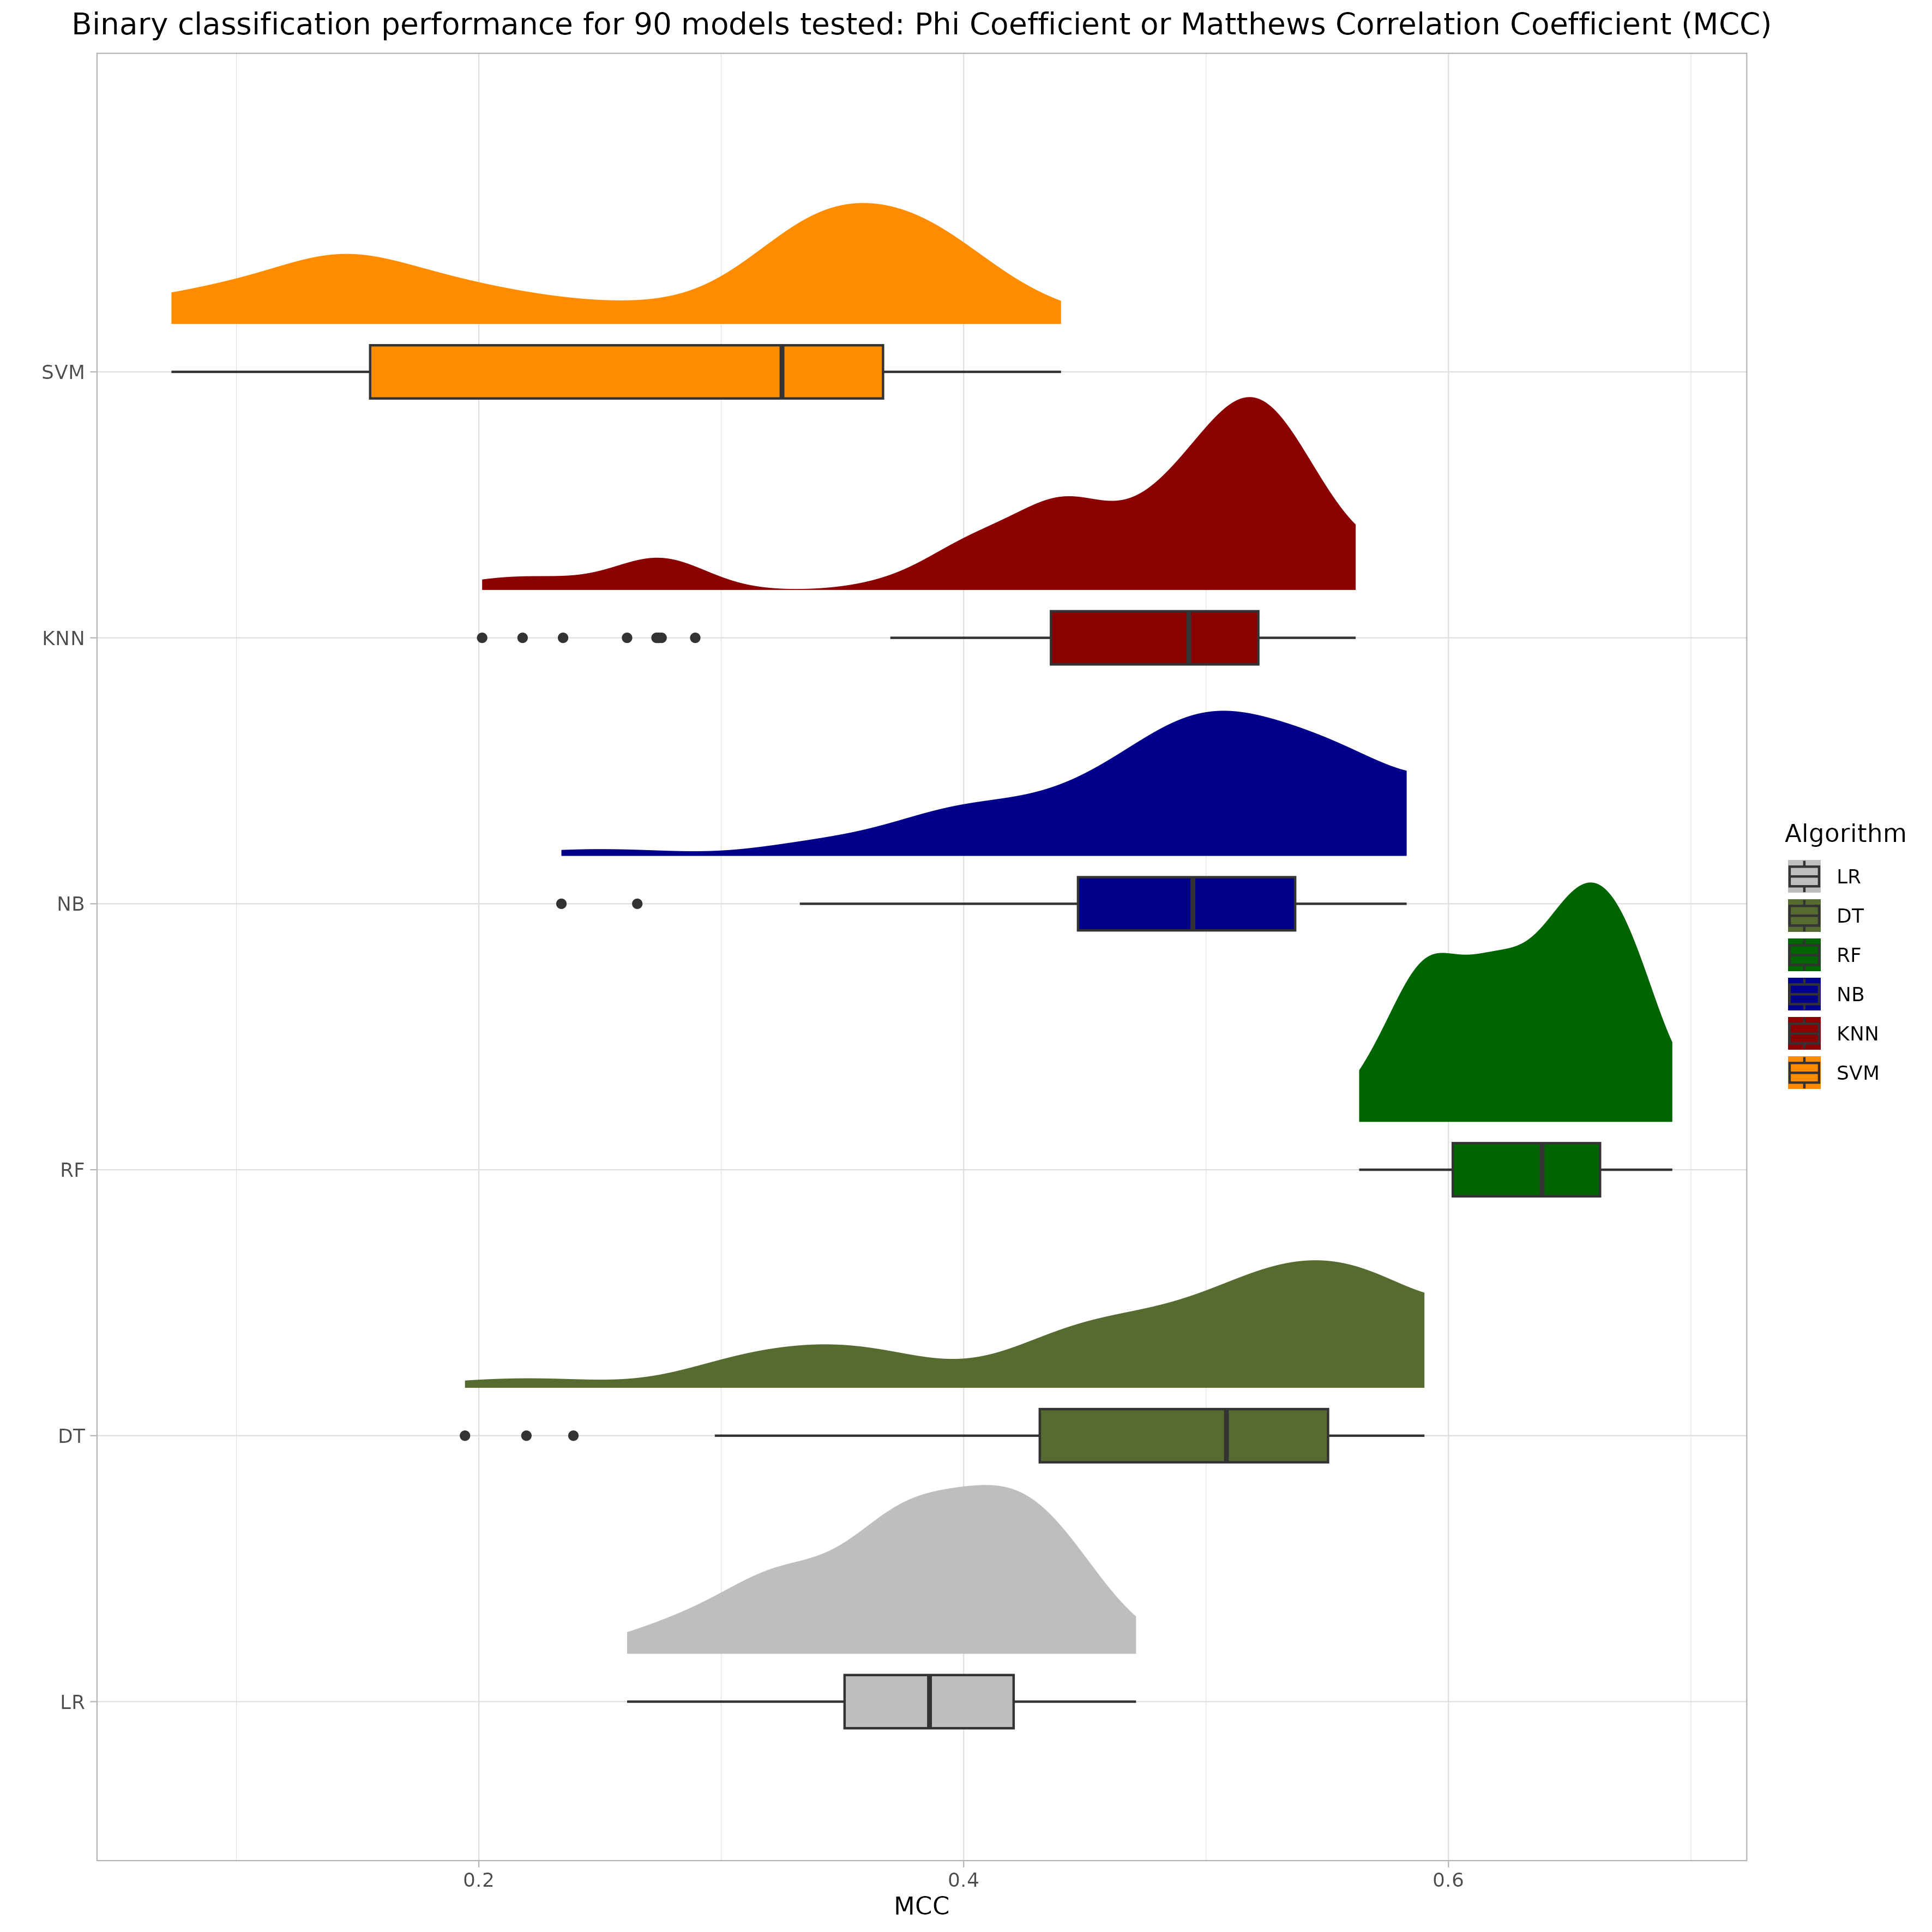 Binary classification performance for 90 models tested: Phi Coefficient or Matthews Correlation Coefficient (MCC)
SVM
KNN
NB
RF
DT
LR
0.2
0.4
0.6
MCC
Algorithm
LR
DT
RF
NB
KNN
SVM